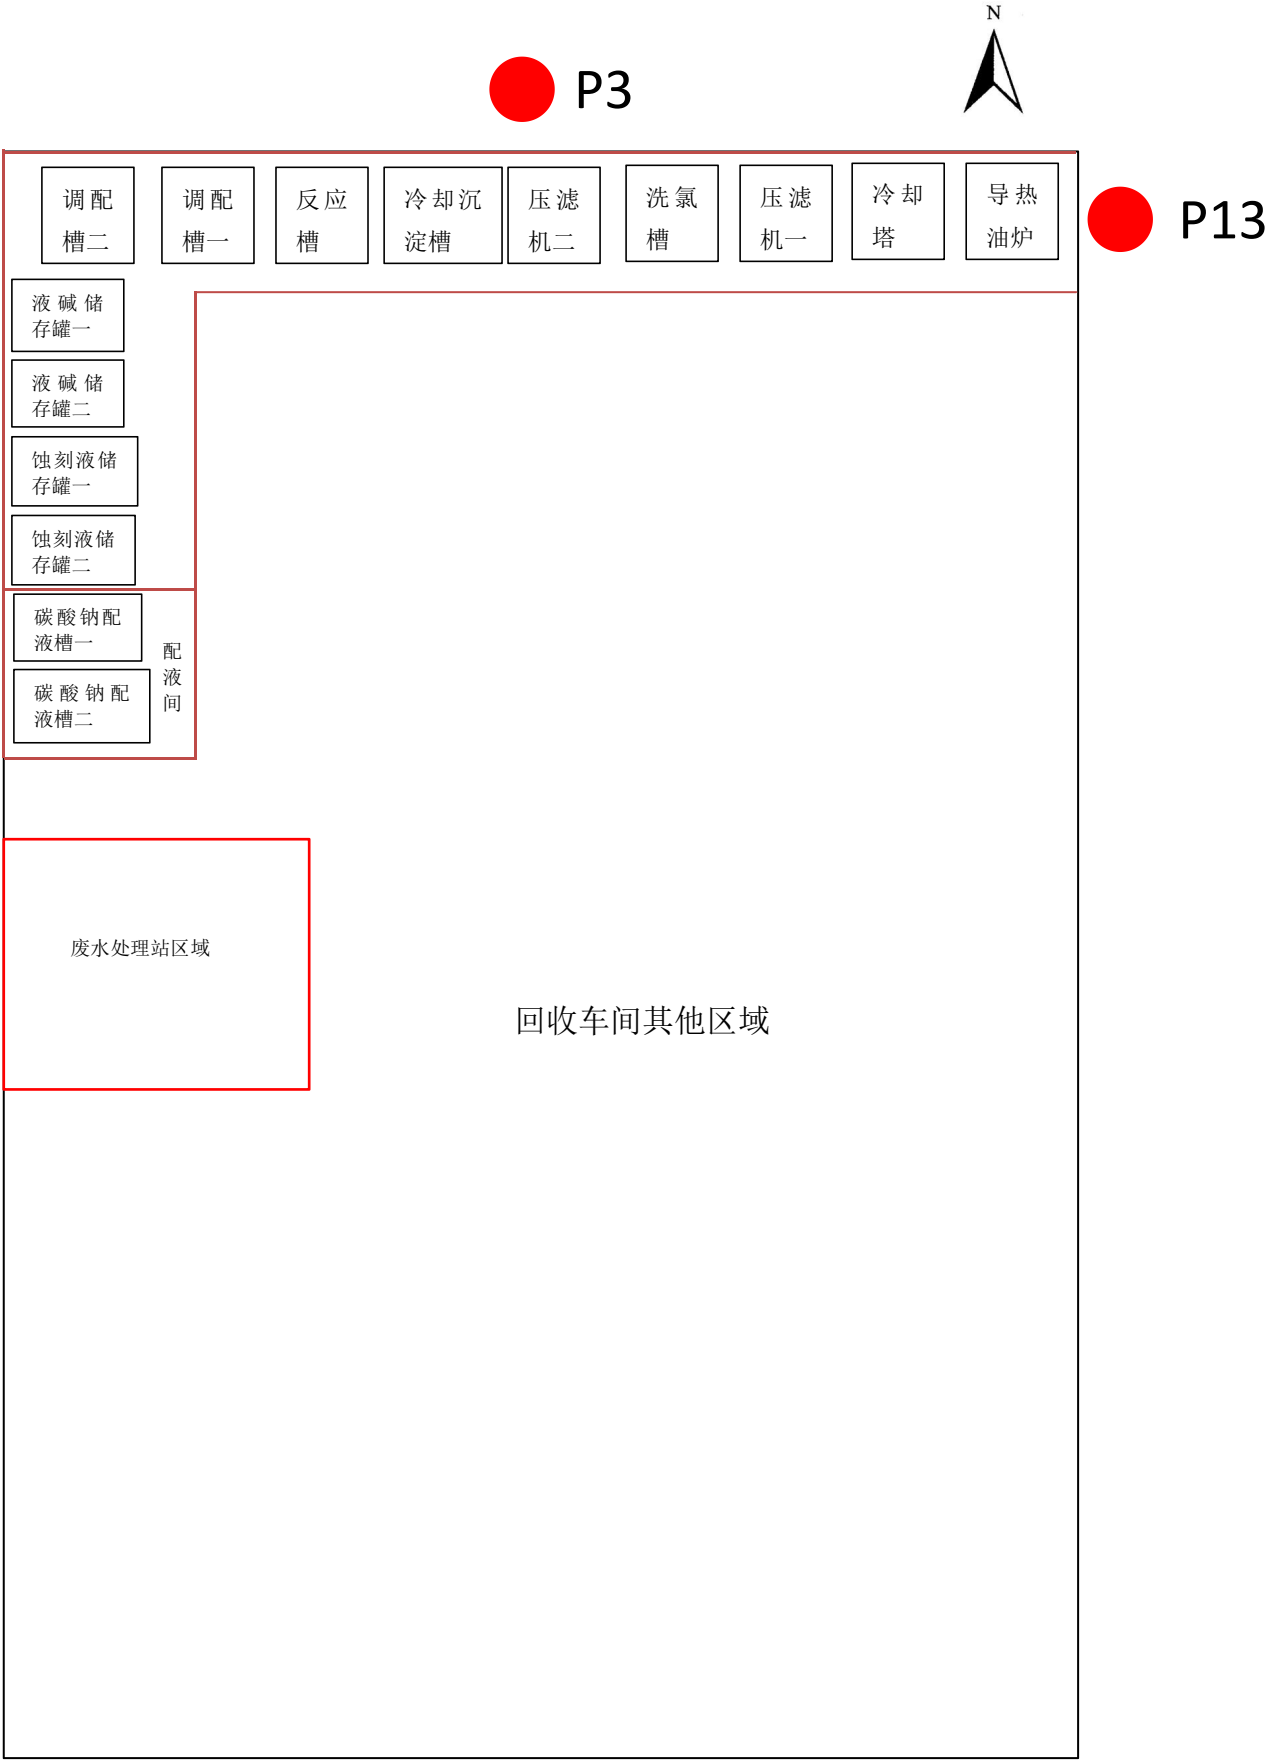 N
P3
P13
调配
槽二
调配
槽一
反应
槽
冷却沉
淀槽
压滤
机二
洗氯
槽
压滤
机一
冷却
塔
导热
油炉
液碱储
存罐一
液碱储
存罐二
蚀刻液储
存罐一
蚀刻液储
存罐二
碳酸钠配
液槽一
碳酸钠配
液槽二
配
液
间
废水处理站区域
回收车间其他区域